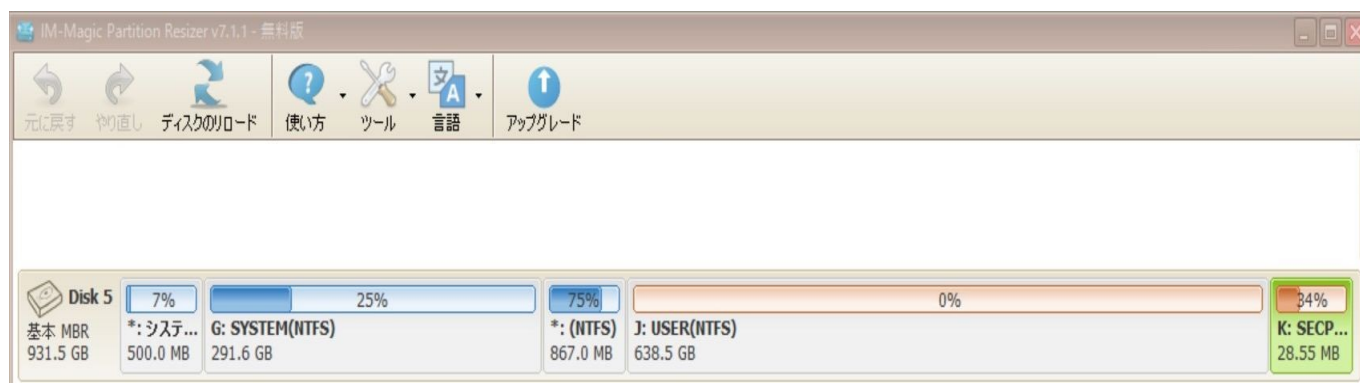 IM-Magic Partition Resizer v7.1.1 - 無料版
元に戻す やり直し ディスクのリロード 使い方 ツール 言語 アップグレード
Disk 5 7% 25% 75% 0% 34%
基本 MBR *: システ... G: SYSTEM(NTFS) *: (NTFS) J: USER(NTFS) K: SECP...
931.5 GB 500.0 MB 291.6 GB 867.0 MB 638.5 GB 28.55 MB